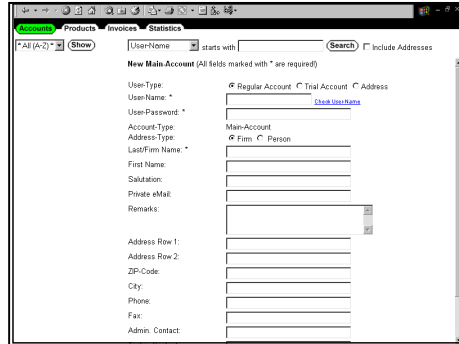 Accounts Products Invoices Statistics
* All (A-Z) * Show User-Name starts with Search Include Addresses
New Main-Account (All fields marked with * are required!)
User-Type: Regular Account Trial Account Address
User-Name: * Check User-Name
User-Password: *
Account-Type: Main-Account
Address-Type: Firm Person
Last/Firm Name: *
First Name:
Salutation:
Private eMail:
Remarks:
Address Row 1:
Address Row 2:
ZIP-Code:
City:
Phone:
Fax:
Admin. Contact: